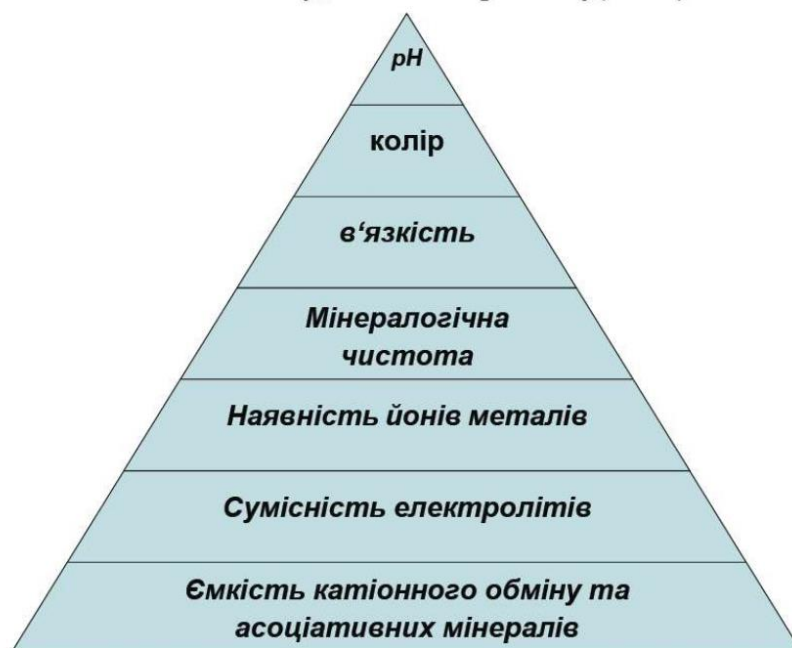 pH
колір
в‘язкість
Мінералогічна
чистота
Наявність йонів металів
Сумісність електролітів
Ємкість катіонного обміну та
асоціативних мінералів